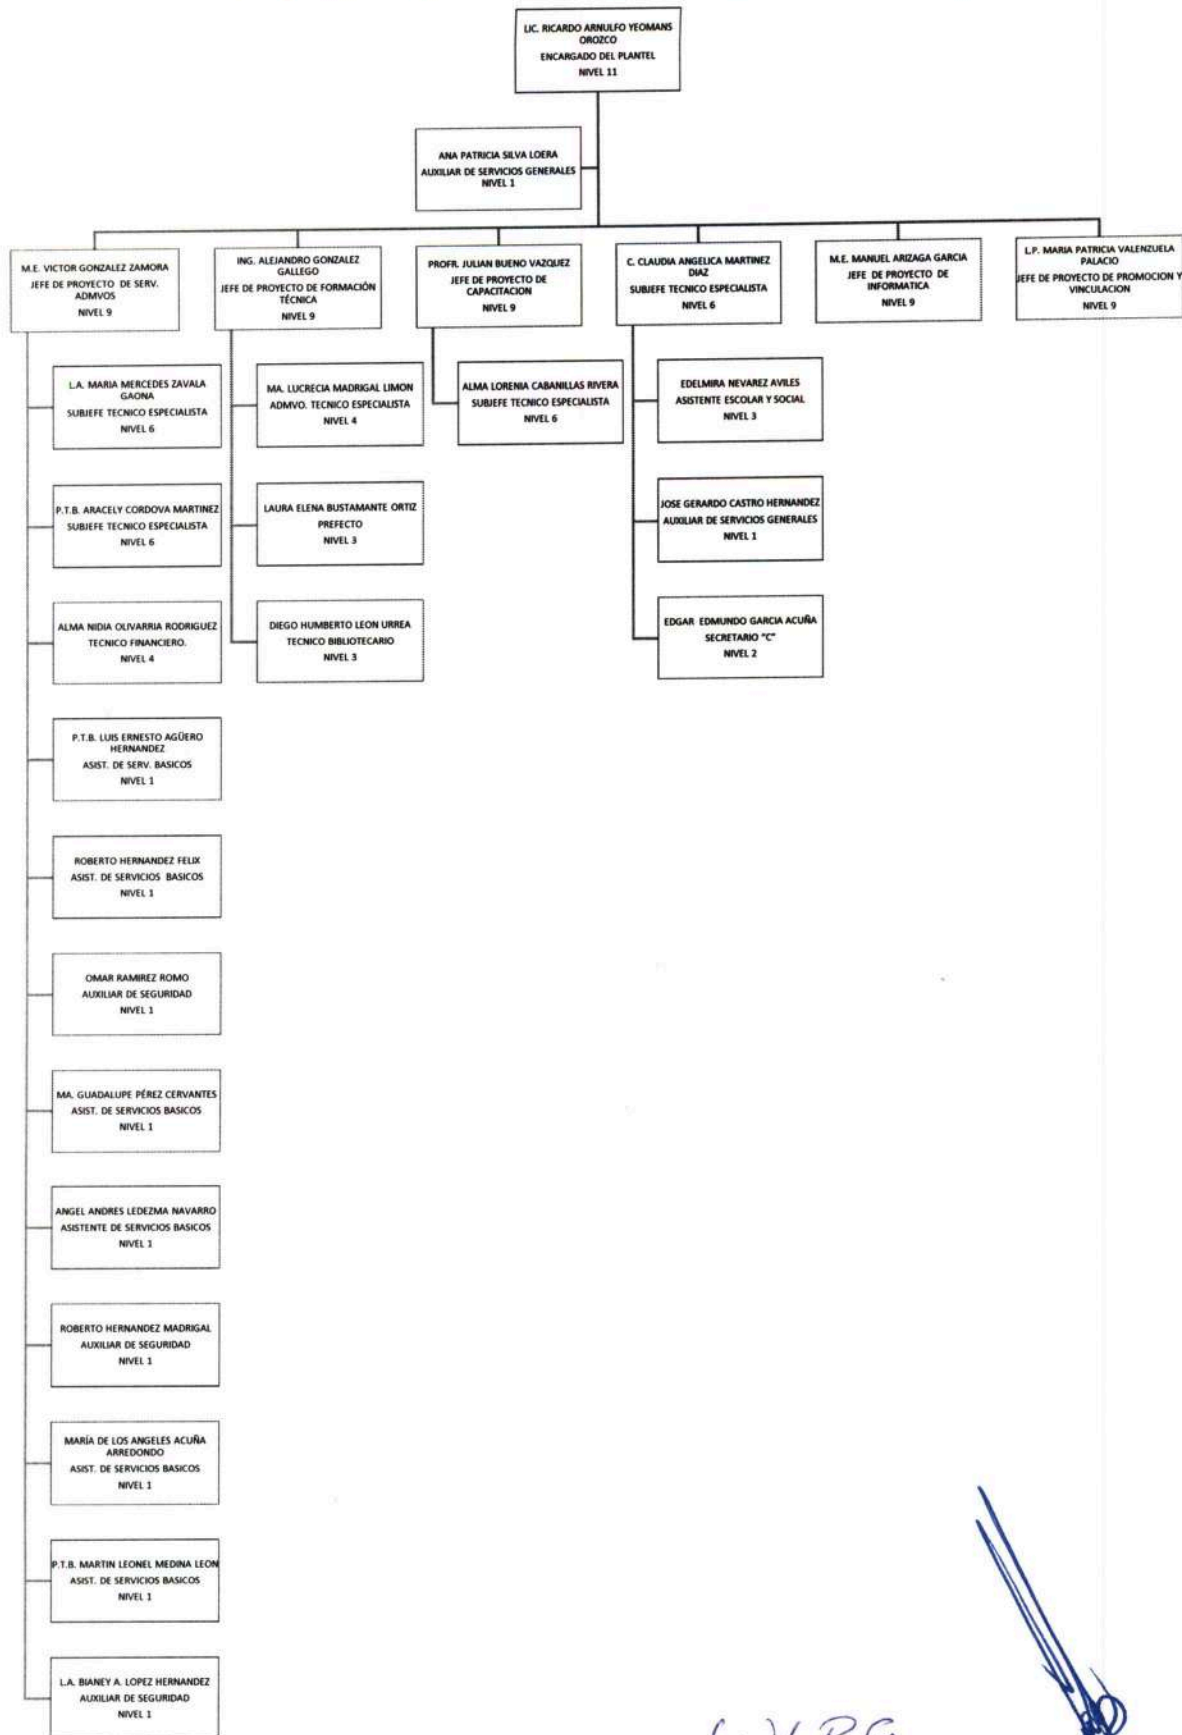 LIC. RICARDO ARNULFO YEOMANS
OROZCO
ENCARGADO DEL PLANTEL
NIVEL 11
ANA PATRICIA SILVA LOERA
AUXILIAR DE SERVICIOS GENERALES
NIVEL 1
M.E. VICTOR GONZALEZ ZAMORA
JEFE DE PROYECTO DE SERV.
ADMVOS
NIVEL 9
ING. ALEJANDRO GONZALEZ
GALLEGO
JEFE DE PROYECTO DE FORMACIÓN
TÉCNICA
NIVEL 9
PROFR. JULIAN BUENO VAZQUEZ
JEFE DE PROYECTO DE
CAPACITACION
NIVEL 9
C. CLAUDIA ANGELICA MARTINEZ
DIAZ
SUBJEFE TECNICO ESPECIALISTA
NIVEL 6
M.E. MANUEL ARIZAGA GARCIA
JEFE DE PROYECTO DE
INFORMATICA
NIVEL 9
L.P. MARIA PATRICIA VALENZUELA
PALACIO
JEFE DE PROYECTO DE PROMOCION Y
VINCULACION
NIVEL 9
L.A. MARIA MERCEDES ZAVALA
GAONA
SUBJEFE TECNICO ESPECIALISTA
NIVEL 6
P.T.B. ARACELY CORDOVA MARTINEZ
SUBJEFE TECNICO ESPECIALISTA
NIVEL 6
ALMA NIDIA OLIVARRIA RODRIGUEZ
TECNICO FINANCIERO.
NIVEL 4
P.T.B. LUIS ERNESTO AGÜERO
HERNANDEZ
ASIST. DE SERV. BASICOS
NIVEL 1
ROBERTO HERNANDEZ FELIX
ASIST. DE SERVICIOS BASICOS
NIVEL 1
OMAR RAMIREZ ROMO
AUXILIAR DE SEGURIDAD
NIVEL 1
MA. GUADALUPE PÉREZ CERVANTES
ASIST. DE SERVICIOS BASICOS
NIVEL 1
ANGEL ANDRES LEDEZMA NAVARRO
ASISTENTE DE SERVICIOS BASICOS
NIVEL 1
ROBERTO HERNANDEZ MADRIGAL
AUXILIAR DE SEGURIDAD
NIVEL 1
MARÍA DE LOS ANGELES ACUÑA
ARREDONDO
ASIST. DE SERVICIOS BASICOS
NIVEL 1
P.T.B. MARTIN LEONEL MEDINA LEON
ASIST. DE SERVICIOS BASICOS
NIVEL 1
L.A. BIANEY A. LOPEZ HERNANDEZ
AUXILIAR DE SEGURIDAD
NIVEL 1
MA. LUCRECIA MADRIGAL LIMON
ADMVO. TECNICO ESPECIALISTA
NIVEL 4
LAURA ELENA BUSTAMANTE ORTIZ
PREFECTO
NIVEL 3
DIEGO HUMBERTO LEON URREA
TECNICO BIBLIOTECARIO
NIVEL 3
ALMA LORENIA CABANILLAS RIVERA
SUBJEFE TECNICO ESPECIALISTA
NIVEL 6
EDELMIRA NEVAREZ AVILES
ASISTENTE ESCOLAR Y SOCIAL
NIVEL 3
JOSE GERARDO CASTRO HERNANDEZ
AUXILIAR DE SERVICIOS GENERALES
NIVEL 1
EDGAR EDMUNDO GARCIA ACUÑA
SECRETARIO "C"
NIVEL 2